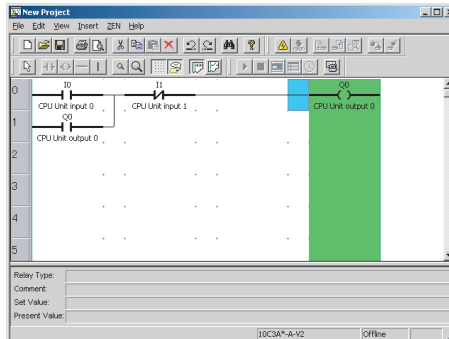 New Project
File Edit View Insert ZEN Help
0
I0
I1
Q0
CPU Unit input 0
CPU Unit input 1
CPU Unit output 0
1
Q0
CPU Unit output 0
2
3
4
5
Relay Type:
Comment:
Set Value:
Present Value:
10C3A*-A-V2
Offline